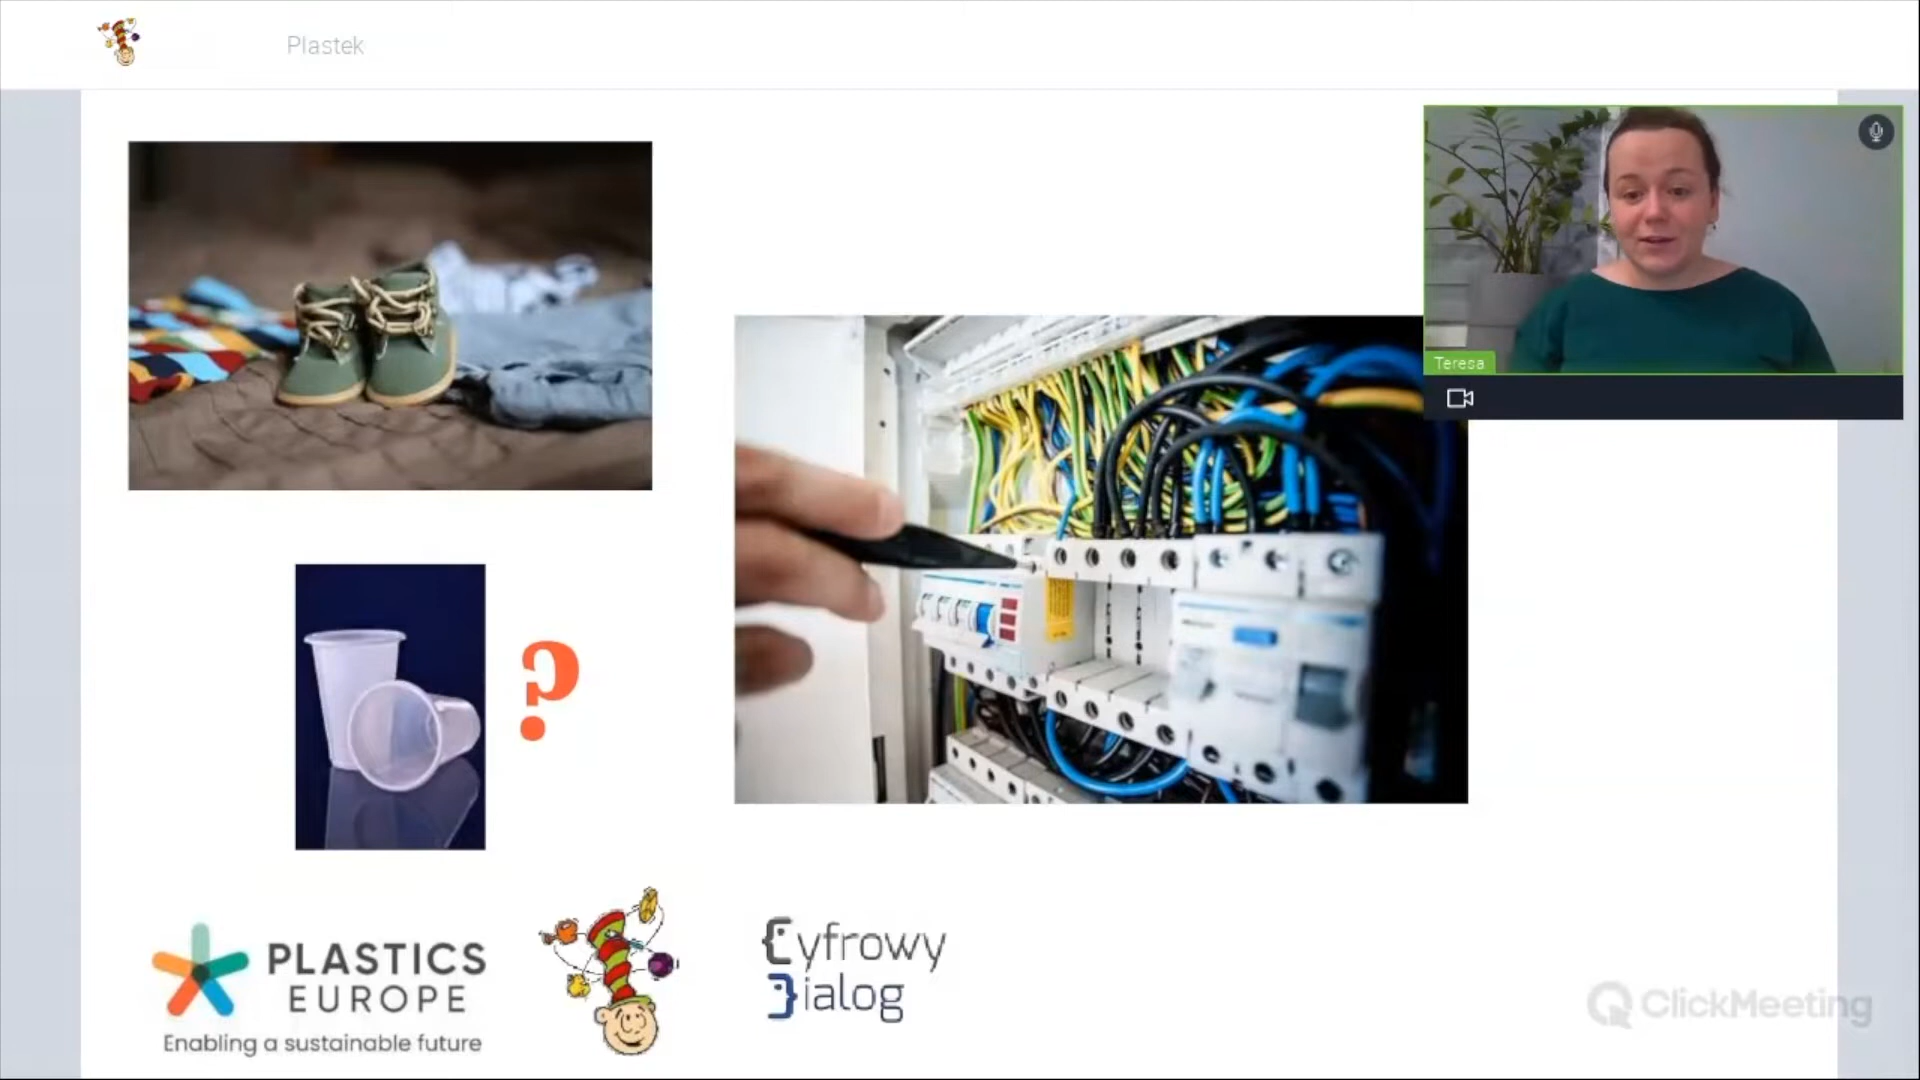 Plastek
Teresa
?
PLASTICS
EUROPE
Enabling a sustainable future
Cyfrowy
Dialog
ClickMeeting